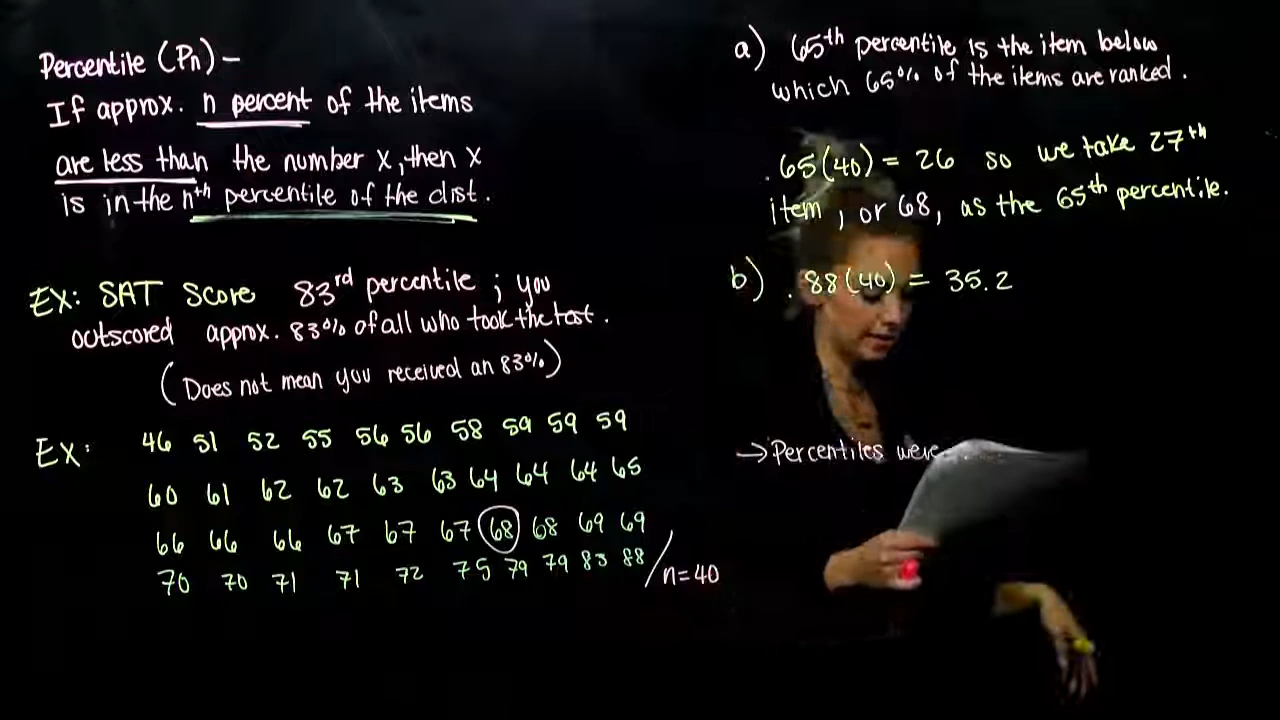 Percentile (Pn) –
If approx. n percent of the items
are less than the number x, then x
is in the nth percentile of the dist.
EX: SAT Score 83rd percentile; you
outscored approx. 83% of all who took the test.
(Does not mean you received an 83%)
Ex: 46 51 52 55 56 56 58 59 59 59
60 61 62 62 63 63 64 64 64 65
66 66 66 67 67 67 68 68 69 69
70 70 71 71 72 75 79 79 83 88 / n=40
a) 65th percentile is the item below
which 65% of the items are ranked.
.65(40) = 26 so we take 27th
item, or 68, as the 65th percentile.
b) .88(40) = 35.2
→ Percentiles were